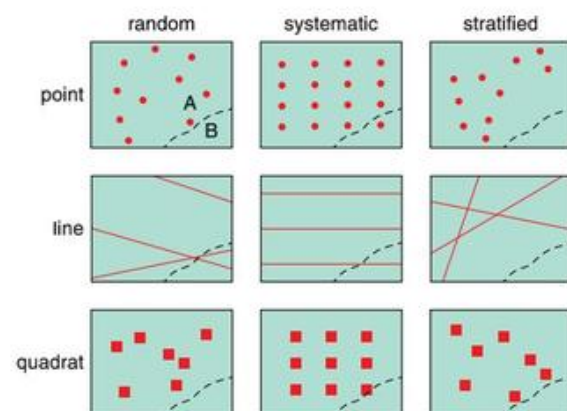 random systematic stratified
point
A
B
line
quadrat